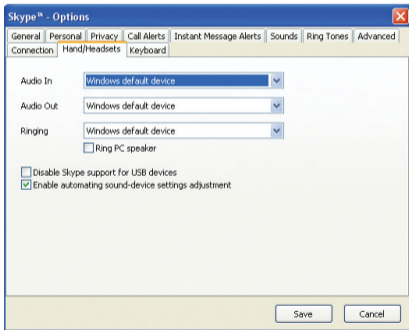 Skype™ - Options
General Personal Privacy Call Alerts Instant Message Alerts Sounds Ring Tones Advanced
Connection Hand/Headsets Keyboard
Audio In Windows default device
Audio Out Windows default device
Ringing Windows default device
Ring PC speaker
Disable Skype support for USB devices
Enable automating sound-device settings adjustment
Save Cancel